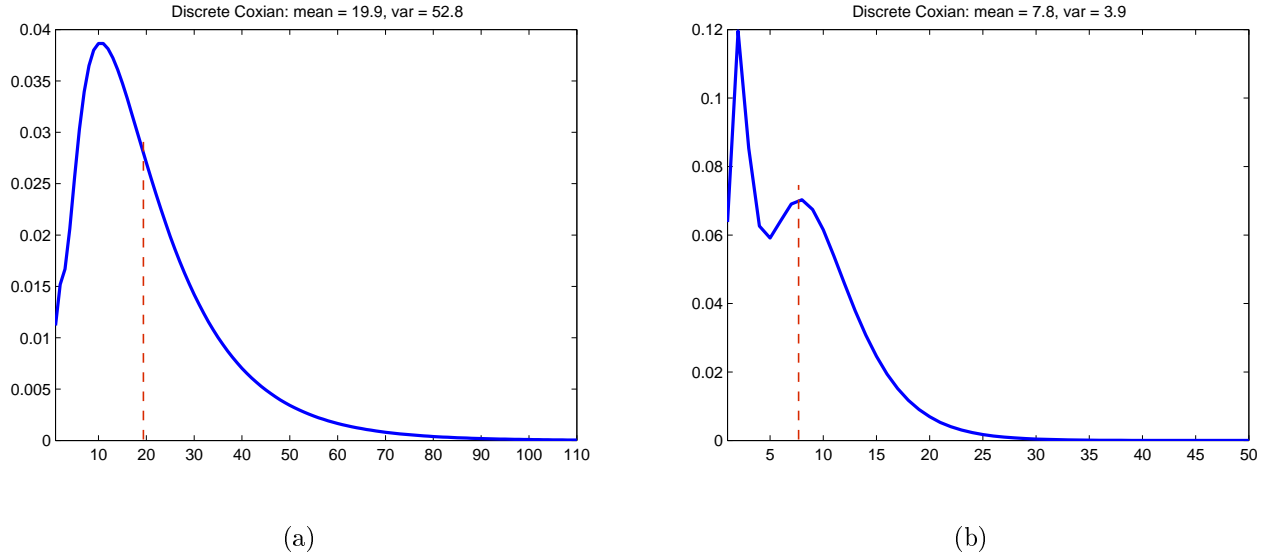 Discrete Coxian: mean = 19.9, var = 52.8
0.04
0.035
0.03
0.025
0.02
0.015
0.01
0.005
0
10 20 30 40 50 60 70 80 90 100 110
(a)
Discrete Coxian: mean = 7.8, var = 3.9
0.12
0.1
0.08
0.06
0.04
0.02
0
5 10 15 20 25 30 35 40 45 50
(b)